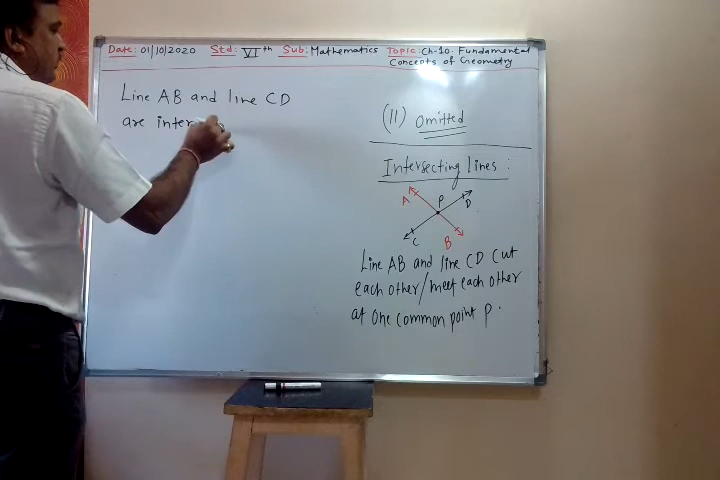 Date: 01/10/2020 Std: VIth Sub: Mathematics Topic: Ch-10. Fundamental
Concepts of Geometry
Line AB and line CD
are inter
(11) Omitted
Intersecting lines:
A P D
C B
Line AB and line CD cut
each other/meet each other
at one common point P.